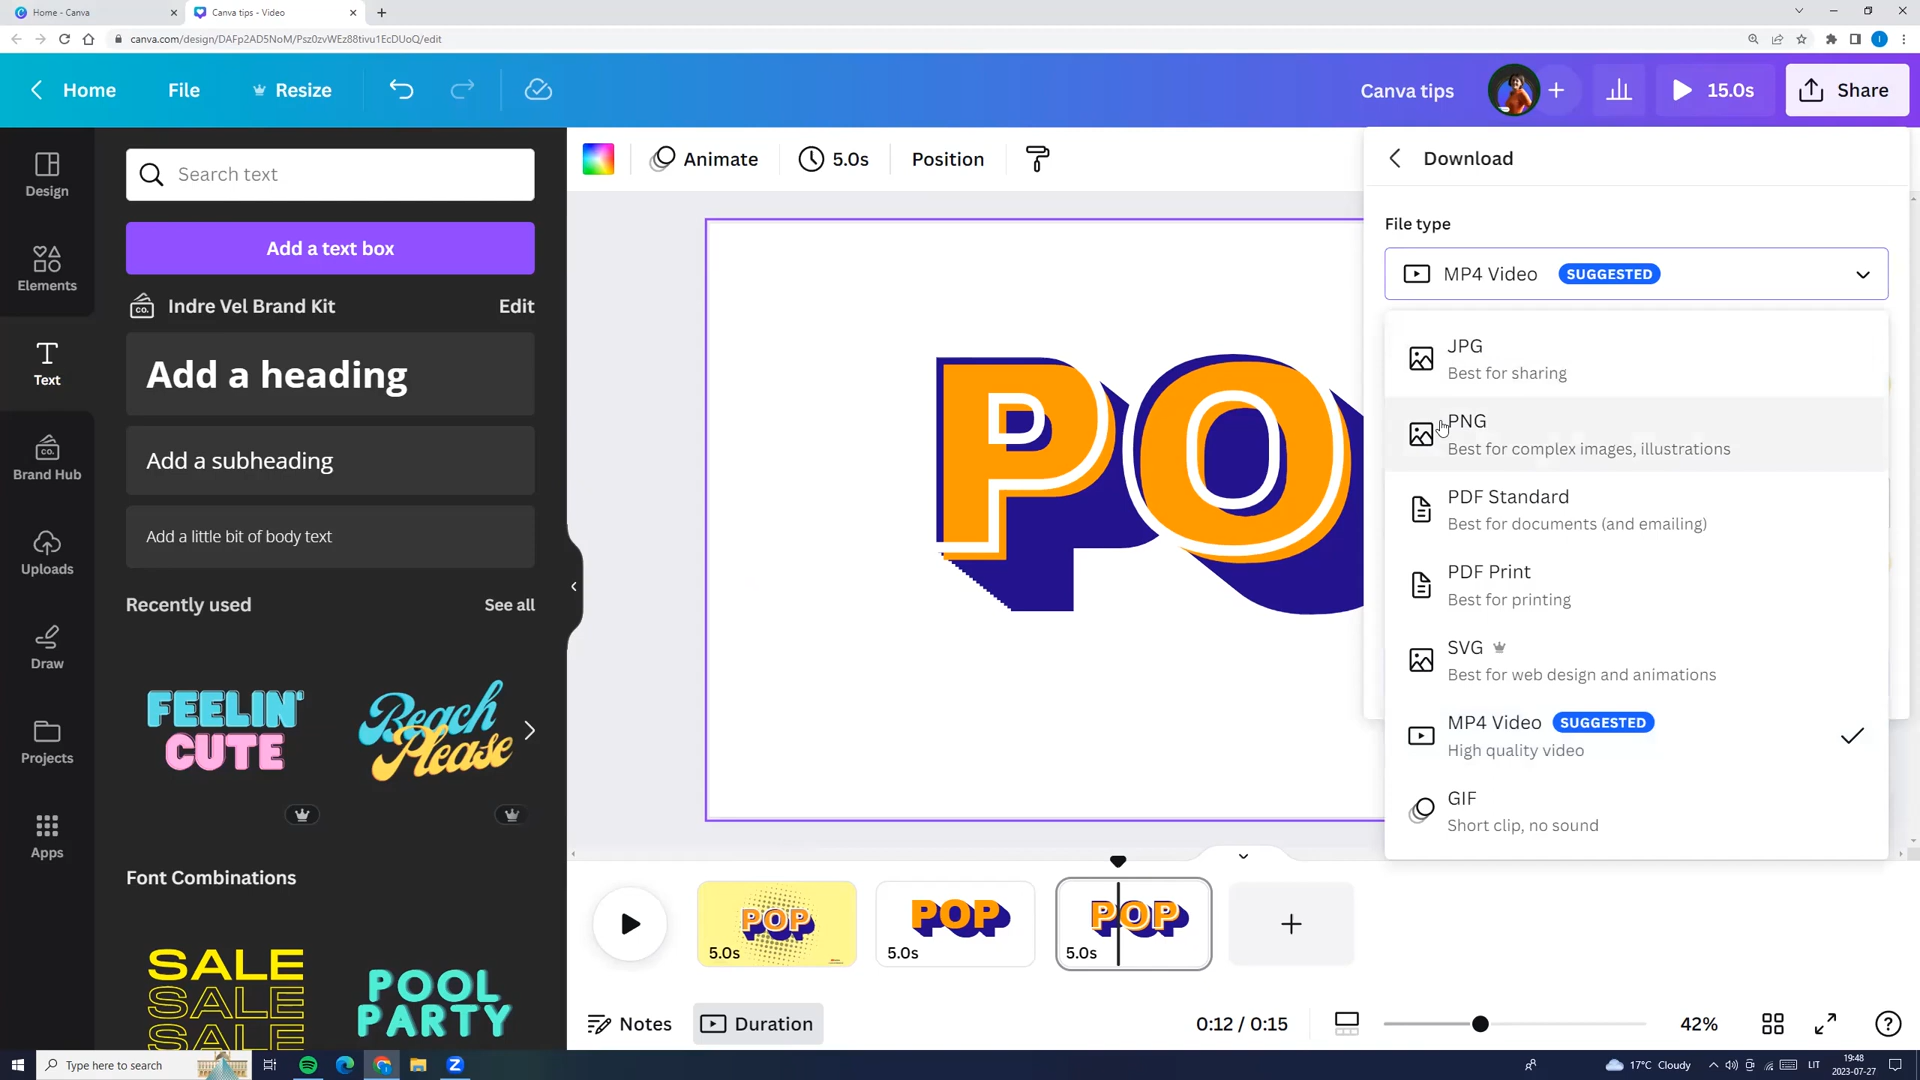 Home - Canva
Canva tips - Video
canva.com/design/DAFp2AD5NoM/Psz0zvWEz88tivu1EcDUoQ/edit
Home
File
Resize
Canva tips
15.0s
Share
Design
Elements
Text
Brand Hub
Uploads
Draw
Projects
Apps
Search text
Add a text box
CO.
Indre Vel Brand Kit
Edit
Add a heading
Add a subheading
Add a little bit of body text
Recently used
See all
FEELIN'
CUTE
Beach
Please
Font Combinations
SALE
SALE
SALE
POOL
PARTY
Animate
5.0s
Position
PO
Download
File type
MP4 Video
SUGGESTED
JPG
Best for sharing
PNG
Best for complex images, illustrations
PDF Standard
Best for documents (and emailing)
PDF Print
Best for printing
SVG
Best for web design and animations
MP4 Video
SUGGESTED
High quality video
GIF
Short clip, no sound
POP
5.0s
POP
5.0s
POP
5.0s
Notes
Duration
0:12 / 0:15
42%
Type here to search
17°C Cloudy
LIT
19:48
2023-07-27